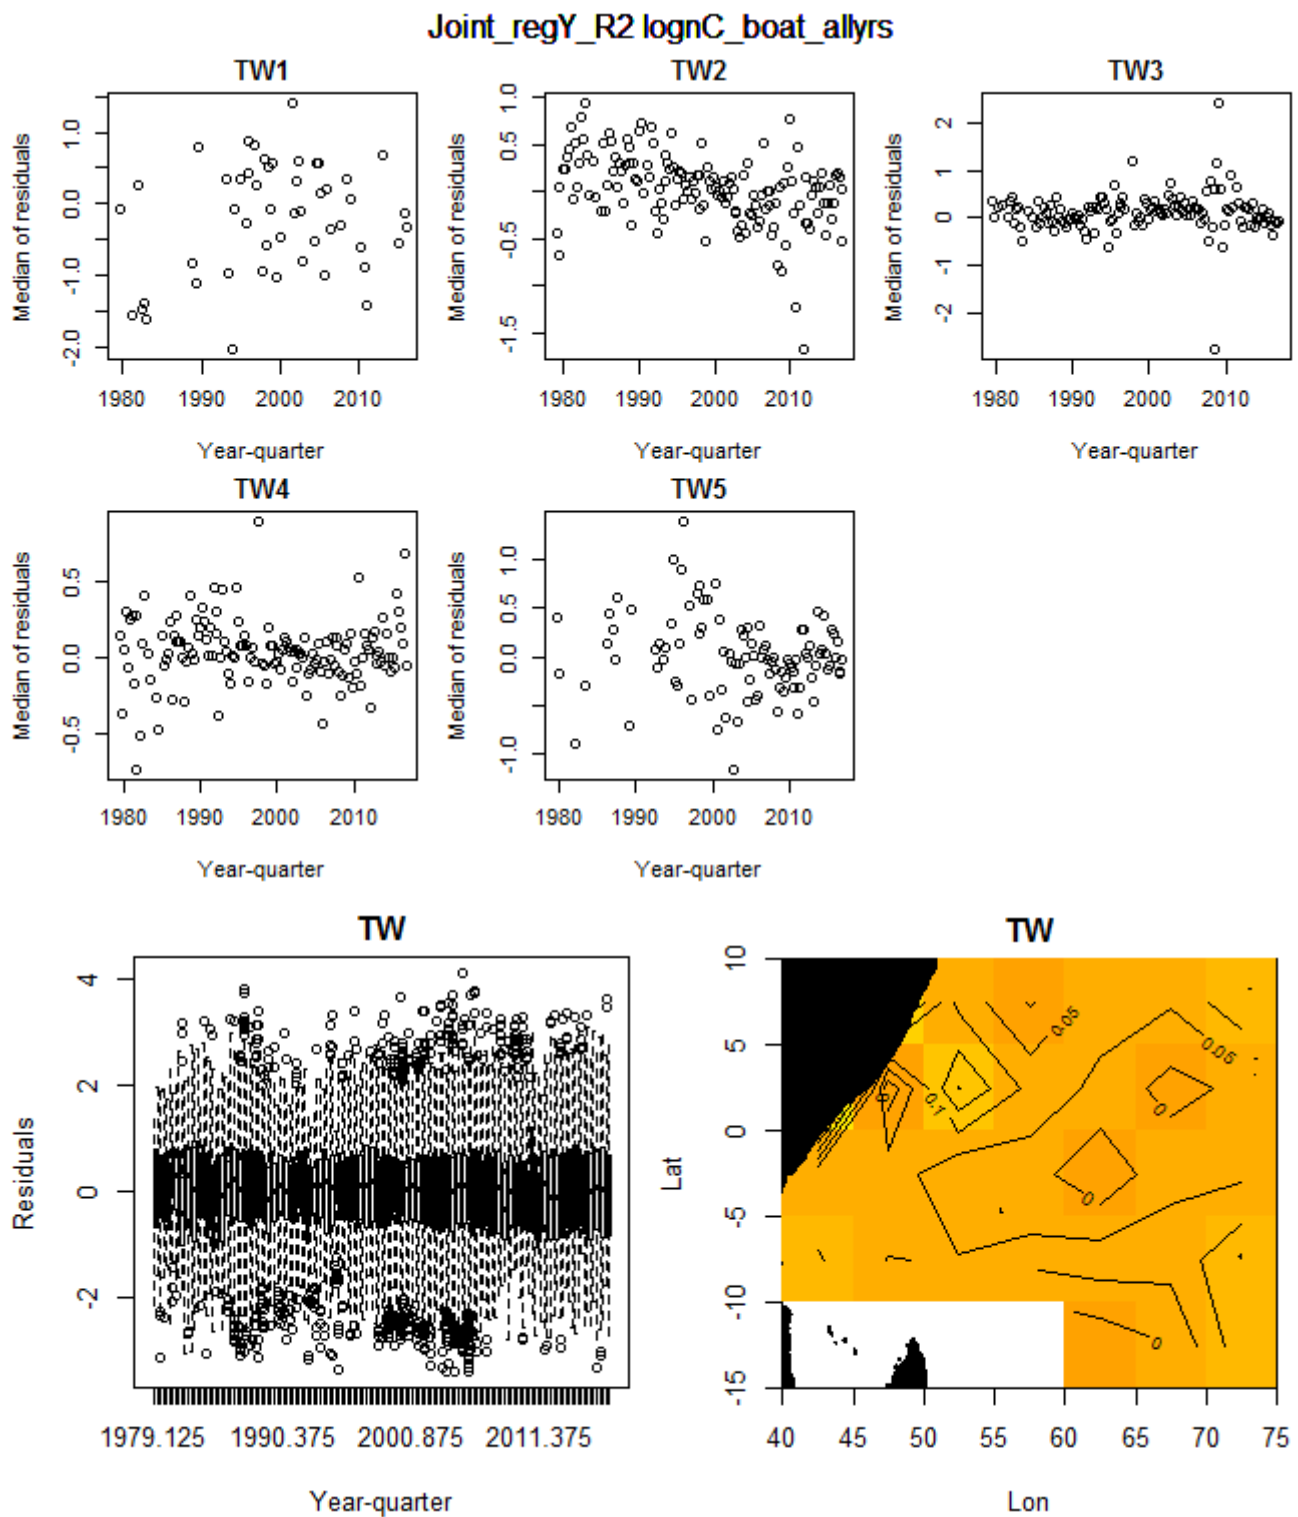 Joint_regY_R2 lognC_boat_allyrs
TW1
Median of residuals
1.0
0.0
-1.0
-2.0
1980 1990 2000 2010
Year-quarter
TW2
Median of residuals
1.0
0.5
-0.5
-1.5
1980 1990 2000 2010
Year-quarter
TW3
Median of residuals
2
1
0
-1
-2
1980 1990 2000 2010
Year-quarter
TW4
Median of residuals
0.5
0.0
-0.5
1980 1990 2000 2010
Year-quarter
TW5
Median of residuals
1.0
0.5
0.0
-1.0
1980 1990 2000 2010
Year-quarter
TW
Residuals
4
2
0
-2
1979.125 1990.375 2000.875 2011.375
Year-quarter
TW
Lat
10
5
0
-5
-10
-15
0.05
0.05
0.1
0
0
0
0
40 45 50 55 60 65 70 75
Lon